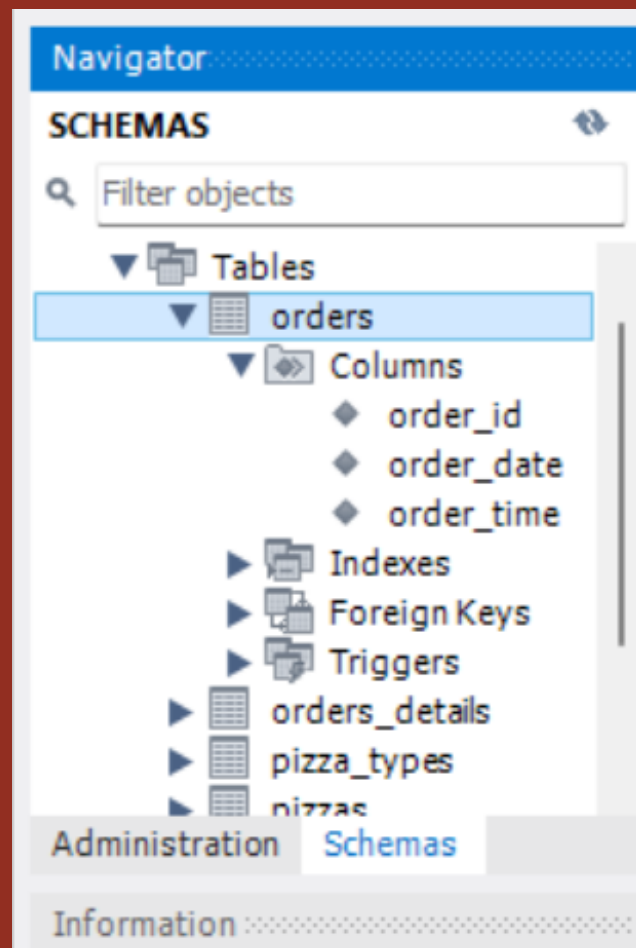 Navigator
SCHEMAS
Filter objects
Tables
orders
Columns
order_id
order_date
order_time
Indexes
Foreign Keys
Triggers
orders_details
pizza_types
pizzas
Administration Schemas
Information